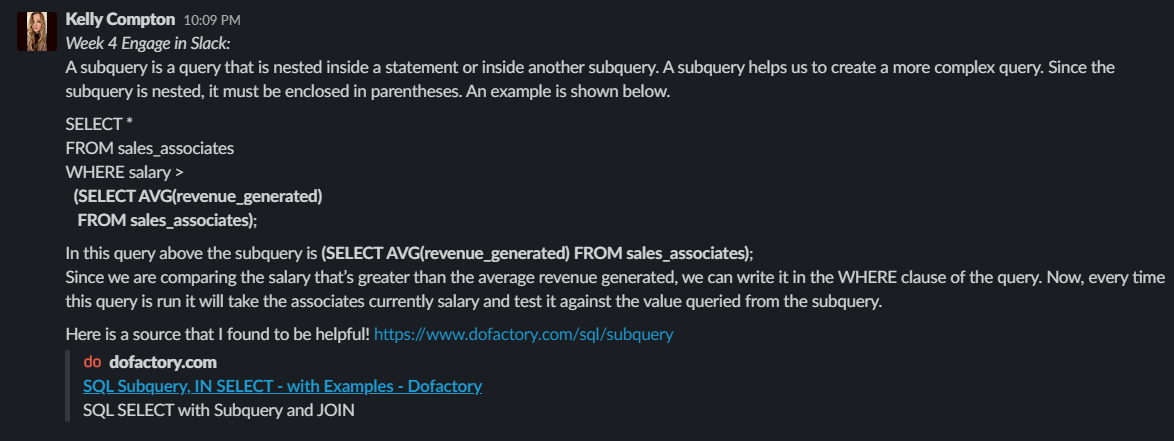 Kelly Compton 10:09 PM
Week 4 Engage in Slack:
A subquery is a query that is nested inside a statement or inside another subquery. A subquery helps us to create a more complex query. Since the
subquery is nested, it must be enclosed in parentheses. An example is shown below.
SELECT *
FROM sales_associates
WHERE salary >
(SELECT AVG(revenue_generated)
FROM sales_associates);
In this query above the subquery is (SELECT AVG(revenue_generated) FROM sales_associates);
Since we are comparing the salary that's greater than the average revenue generated, we can write it in the WHERE clause of the query. Now, every time
this query is run it will take the associates currently salary and test it against the value queried from the subquery.
Here is a source that I found to be helpful! https://www.dofactory.com/sql/subquery
do dofactory.com
SQL Subquery, IN SELECT - with Examples - Dofactory
SQL SELECT with Subquery and JOIN